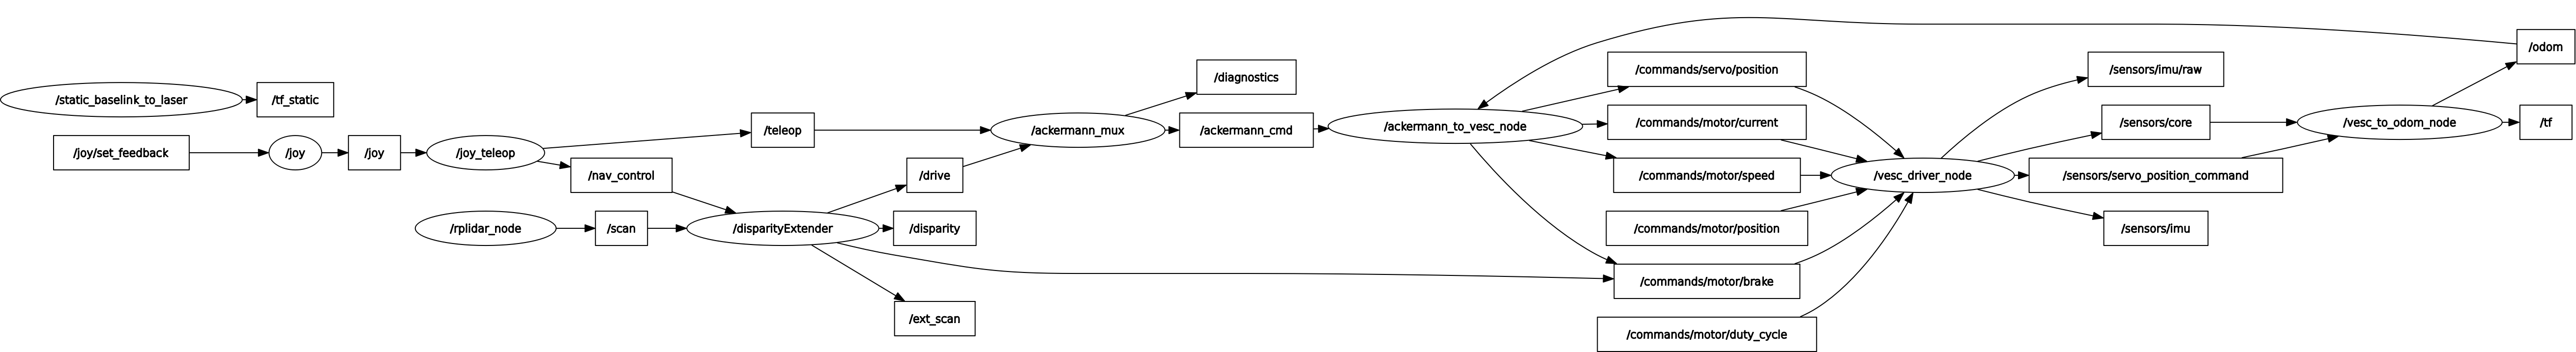 /static_baselink_to_laser
/tf_static
/joy/set_feedback
/joy
/joy
/joy_teleop
/rplidar_node
/nav_control
/scan
/teleop
/disparityExtender
/drive
/disparity
/ext_scan
/ackermann_mux
/diagnostics
/ackermann_cmd
/ackermann_to_vesc_node
/commands/servo/position
/commands/motor/current
/commands/motor/speed
/commands/motor/position
/commands/motor/brake
/commands/motor/duty_cycle
/vesc_driver_node
/sensors/imu/raw
/sensors/core
/sensors/servo_position_command
/sensors/imu
/vesc_to_odom_node
/odom
/tf